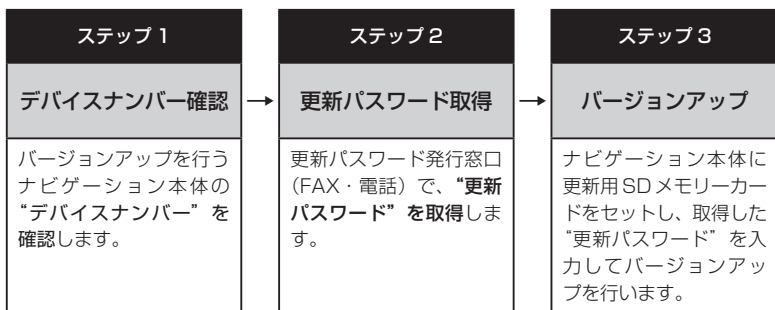 ステップ1
デバイスナンバー確認
バージョンアップを行う
ナビゲーション本体の
“デバイスナンバー”を
確認します。
→
ステップ2
更新パスワード取得
更新パスワード発行窓口
(FAX・電話)で、“更新
パスワード”を取得しま
す。
→
ステップ3
バージョンアップ
ナビゲーション本体に
更新用SDメモリーカー
ドをセットし、取得した
“更新パスワード”を入
力してバージョンアッ
プを行います。